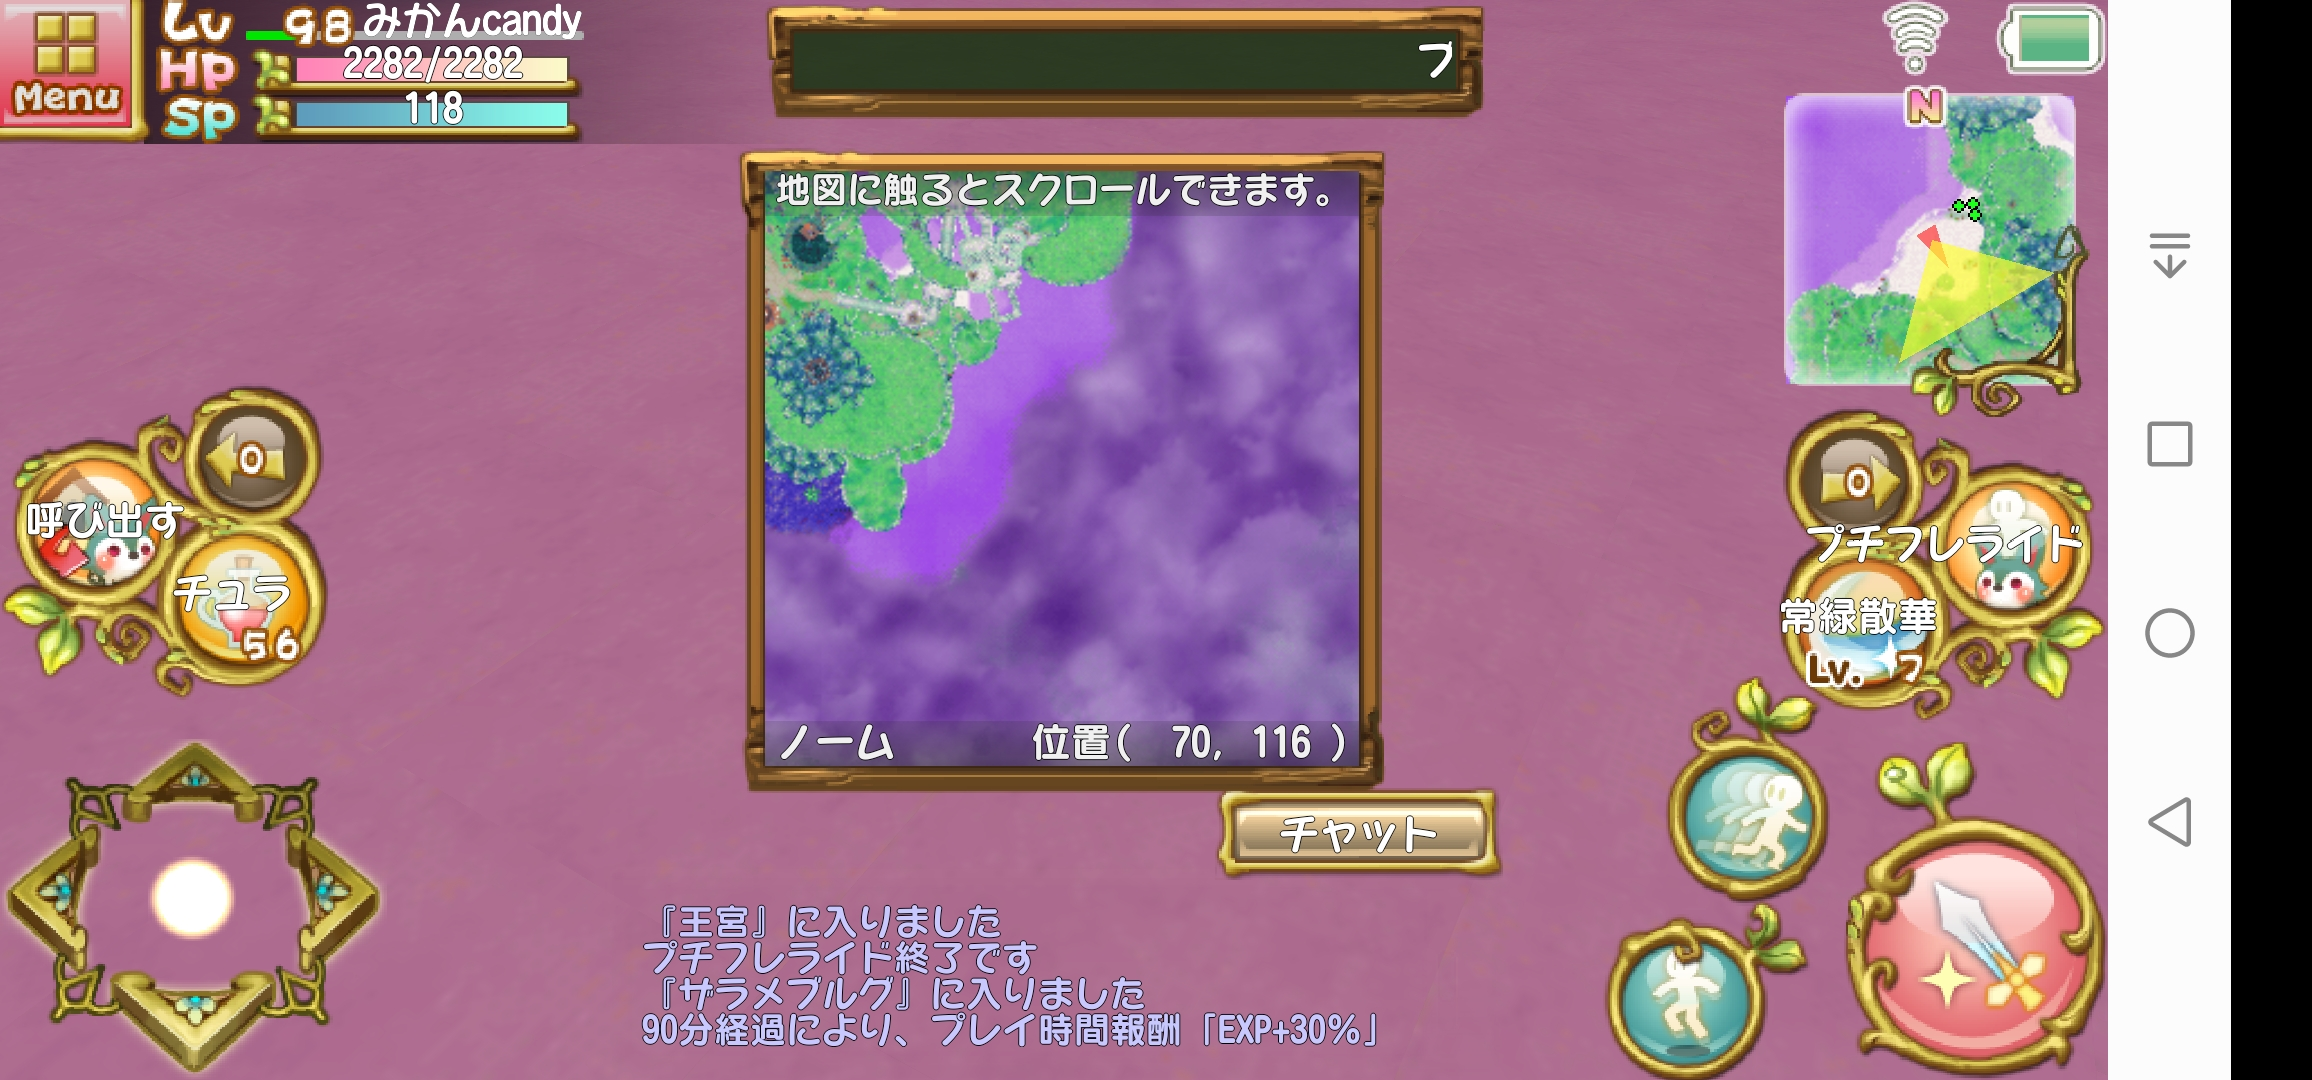 Lv 98 みかんcandy
Hp 2282/2282
Sp 118
Menu
フ
N
地図に触るとスクロールできます。
ノーム 位置( 70, 116 )
0
呼び出す
チュラ
56
0
プチフレライド
常緑散華
Lv. 7
チャット
『王宮』に入りました
プチフレライド終了です
『ザラメブルグ』に入りました
90分経過により、プレイ時間報酬「EXP+30%」